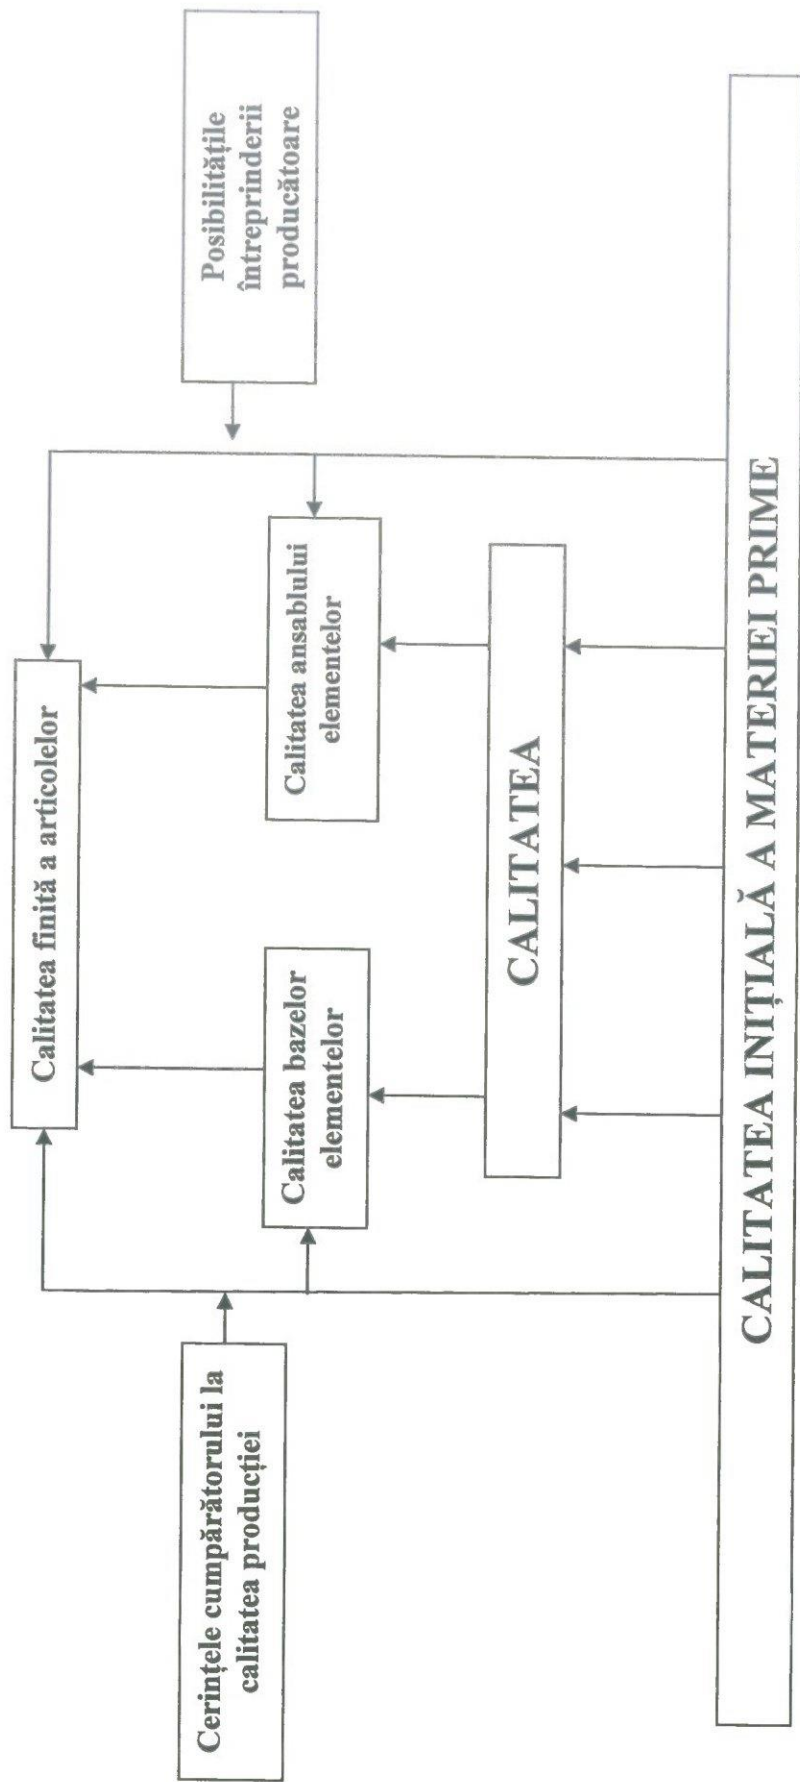 Calitatea finită a articolelor
Cerințele cumpărătorului la
calitatea producției
Posibilitățile
întreprinderii
producătoare
Calitatea bazelor
elementelor
Calitatea ansablului
elementelor
CALITATEA
CALITATEA INIȚIALĂ A MATERIEI PRIME